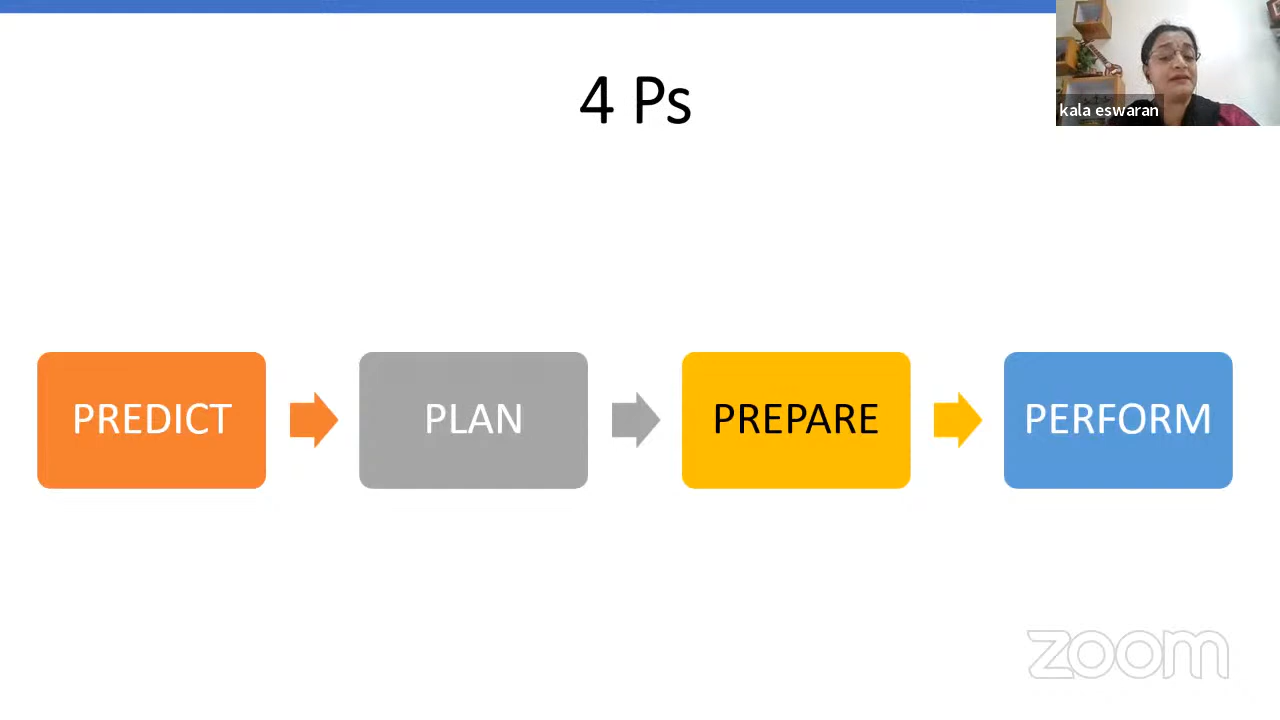 4 Ps
kala eswaran
PREDICT
PLAN
PREPARE
PERFORM
zoom